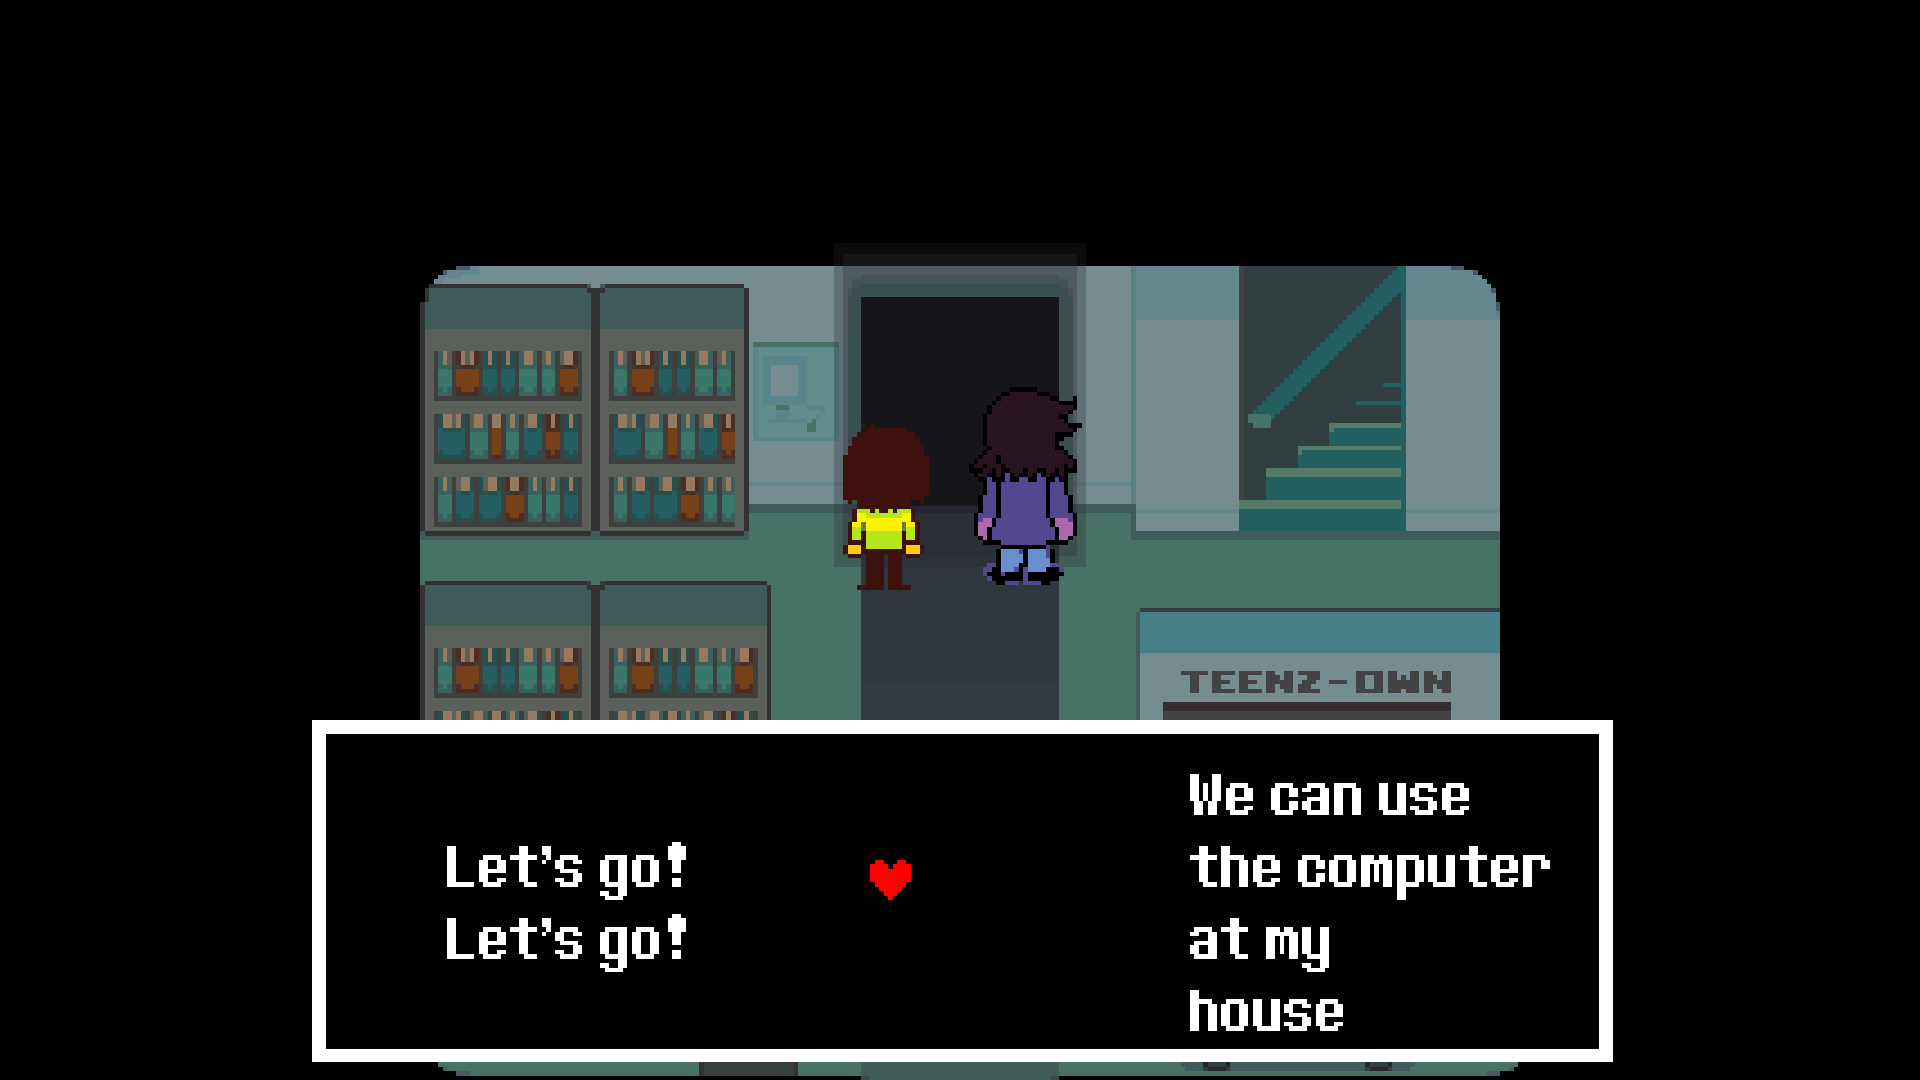 TEENZ-OWN
Let's go!
Let's go!
We can use
the computer
at my
house